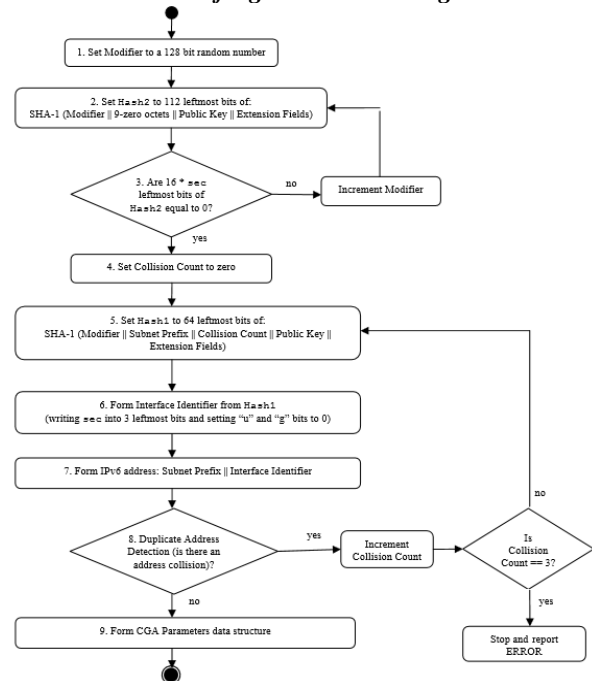 1. Set Modifier to a 128 bit random number
2. Set Hash2 to 112 leftmost bits of:
SHA-1 (Modifier || 9-zero octets || Public Key || Extension Fields)
3. Are 16 * sec
leftmost bits of
Hash2 equal to 0?
no
Increment Modifier
yes
4. Set Collision Count to zero
5. Set Hash1 to 64 leftmost bits of:
SHA-1 (Modifier || Subnet Prefix || Collision Count || Public Key ||
Extension Fields)
6. Form Interface Identifier from Hash1
(writing sec into 3 leftmost bits and setting “u” and “g” bits to 0)
7. Form IPv6 address: Subnet Prefix || Interface Identifier
no
8. Duplicate Address
Detection (is there an
address collision)?
yes
Increment
Collision Count
Is
Collision
Count == 3?
no
yes
9. Form CGA Parameters data structure
Stop and report
ERROR